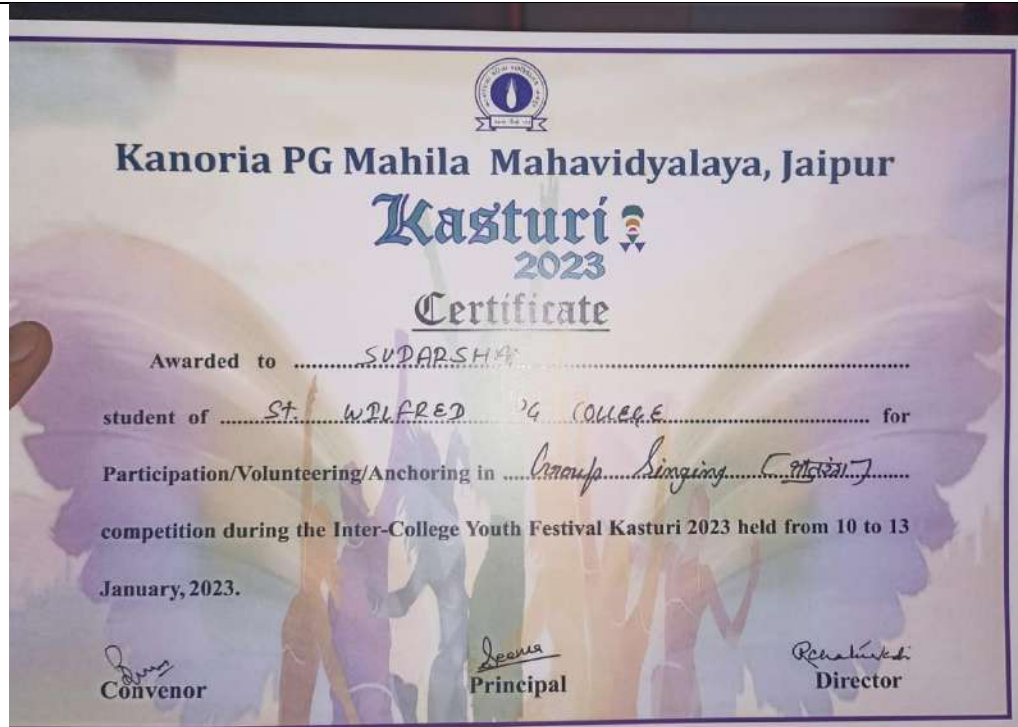 Kanoria PG Mahila Mahavidyalaya, Jaipur
Kasturi
2023
Certificate
Awarded to ..... SUDARSHA .....
student of ..... St. WILFRED 'G COLLEGE ..... for
Participation/Volunteering/Anchoring in ..... Group Singing .....
competition during the Inter-College Youth Festival Kasturi 2023 held from 10 to 13
January, 2023.
Seema
Convenor Principal Director